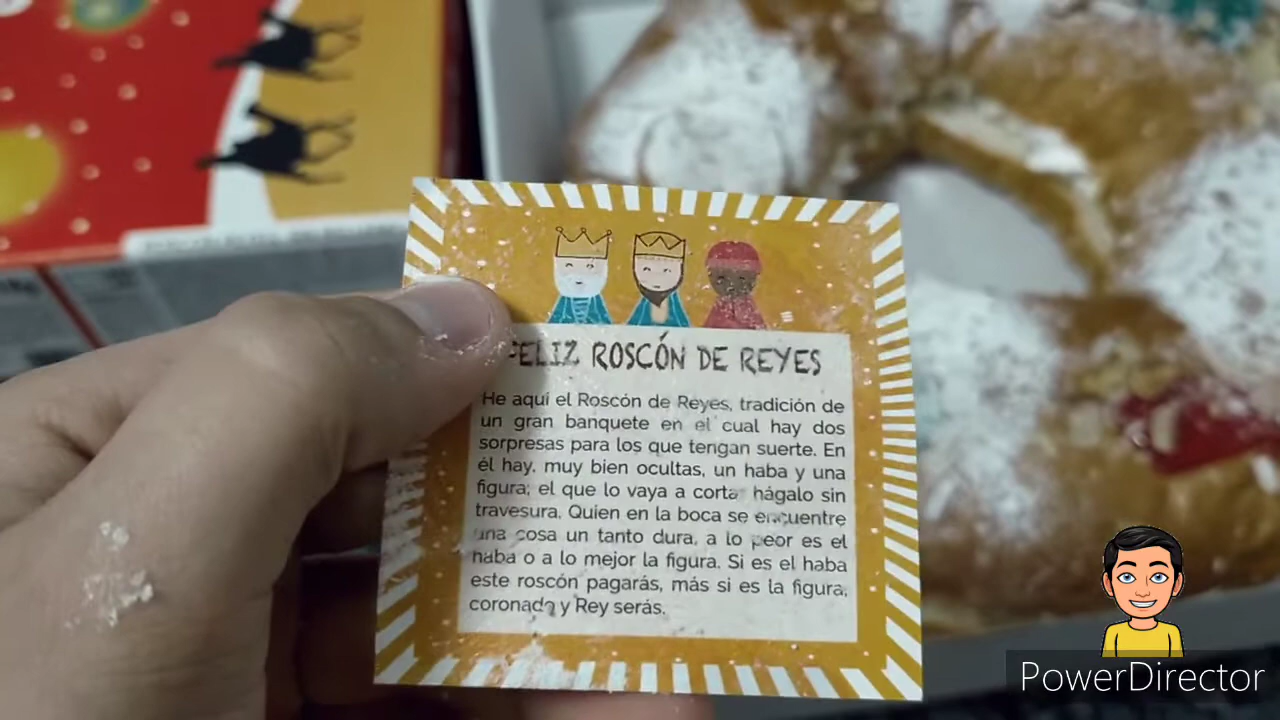 FELIZ ROSCÓN DE REYES
He aquí el Roscón de Reyes, tradición de
un gran banquete en el cual hay dos
sorpresas para los que tengan suerte. En
él hay, muy bien ocultas, un haba y una
figura; el que lo vaya a cortar hágalo sin
travesura. Quien en la boca se encuentre
una cosa un tanto dura, a lo peor es el
haba o a lo mejor la figura. Si es el haba
este roscón pagarás, más si es la figura,
coronado y Rey serás.
PowerDirector